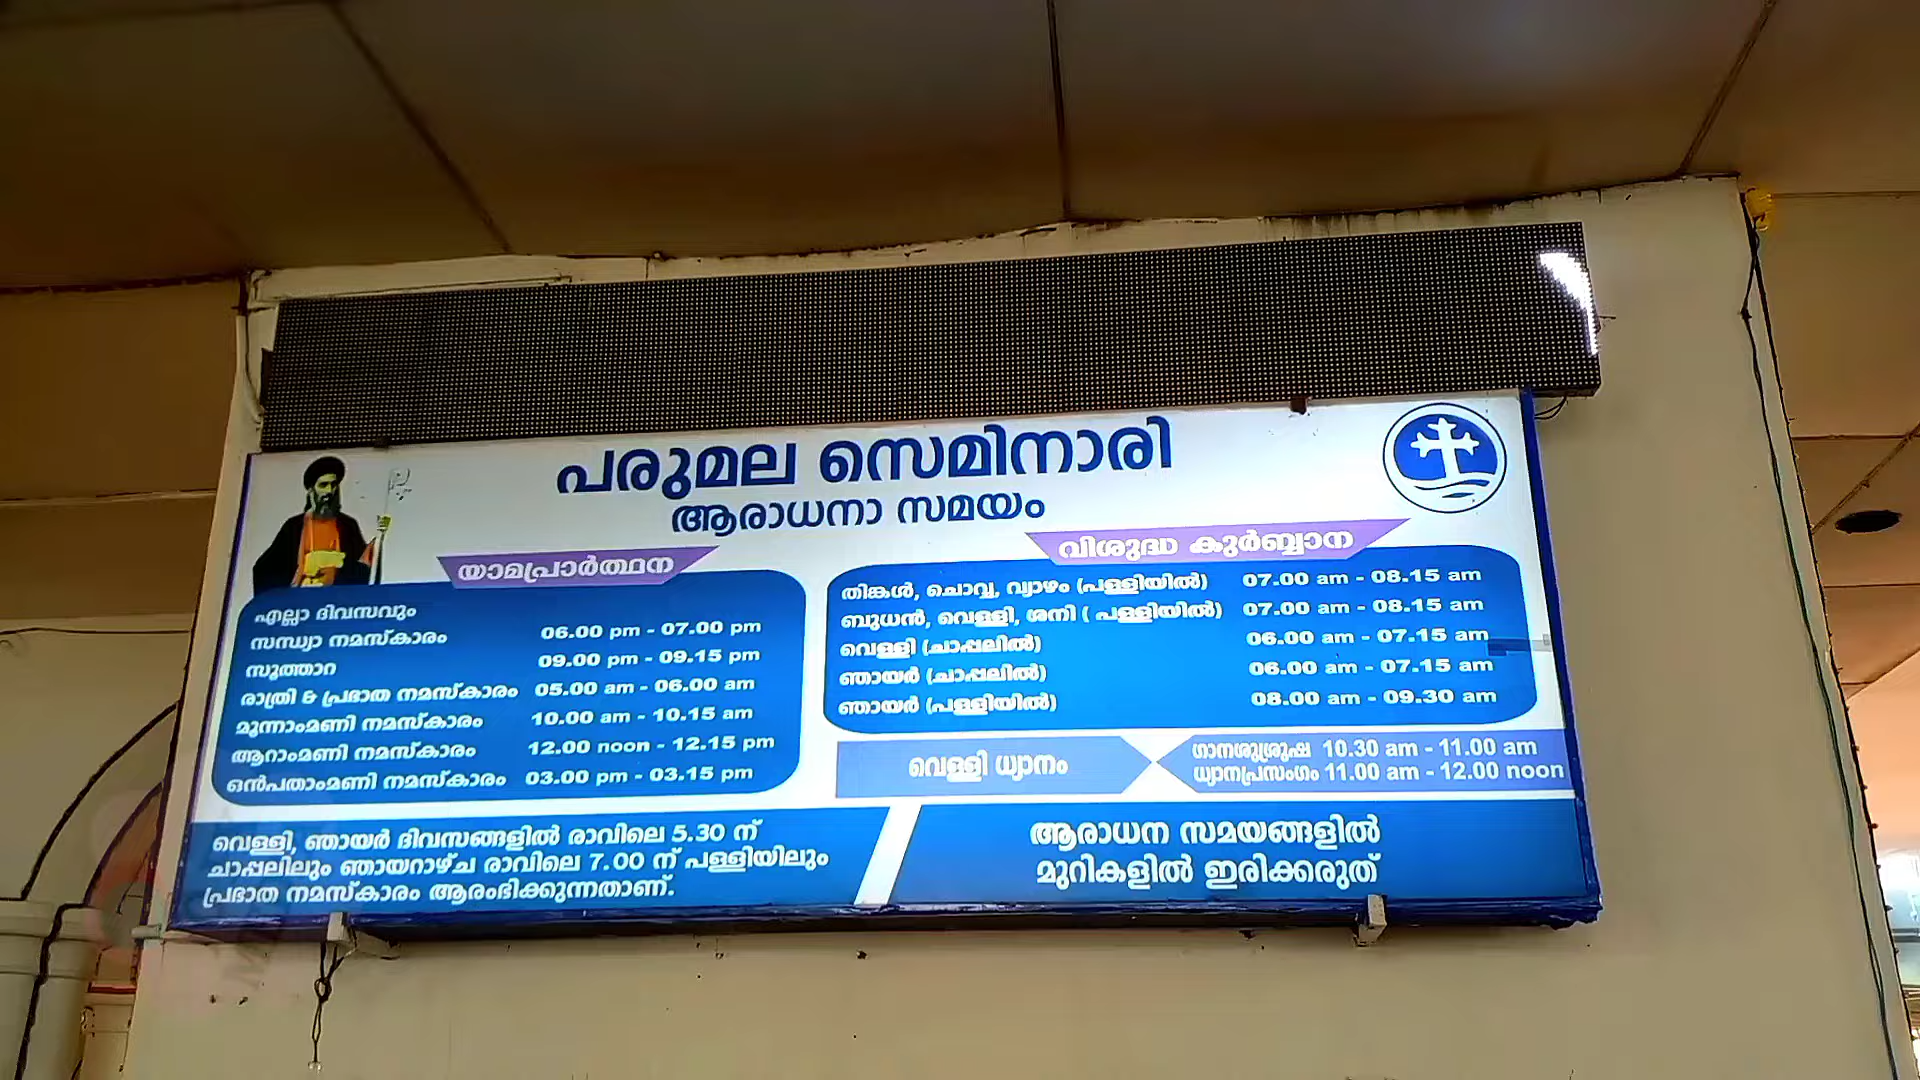 പരുമല സെമിനാരി
ആരാധനാ സമയം
യാമപ്രാർത്ഥന
എല്ലാ ദിവസവും
സന്ധ്യാ നമസ്കാരം 06.00 pm - 07.00 pm
സൂത്താറ 09.00 pm - 09.15 pm
രാത്രി & പ്രഭാത നമസ്കാരം 05.00 am - 06.00 am
മൂന്നാംമണി നമസ്കാരം 10.00 am - 10.15 am
ആറാംമണി നമസ്കാരം 12.00 noon - 12.15 pm
ഒൻപതാംമണി നമസ്കാരം 03.00 pm - 03.15 pm
വിശുദ്ധ കുർബ്ബാന
തിങ്കൾ, ചൊവ്വ, വ്യാഴം (പള്ളിയിൽ) 07.00 am - 08.15 am
ബുധൻ, വെള്ളി, ശനി ( പള്ളിയിൽ) 07.00 am - 08.15 am
വെള്ളി (ചാപ്പലിൽ) 06.00 am - 07.15 am
ഞായർ (ചാപ്പലിൽ) 06.00 am - 07.15 am
ഞായർ (പള്ളിയിൽ) 08.00 am - 09.30 am
വെള്ളി ധ്യാനം
ഗാനശുശ്രുഷ 10.30 am - 11.00 am
ധ്യാനപ്രസംഗം 11.00 am - 12.00 noon
വെള്ളി, ഞായർ ദിവസങ്ങളിൽ രാവിലെ 5.30 ന്
ചാപ്പലിലും ഞായറാഴ്ച രാവിലെ 7.00 ന് പള്ളിയിലും
പ്രഭാത നമസ്കാരം ആരംഭിക്കുന്നതാണ്.
ആരാധന സമയങ്ങളിൽ
മുറികളിൽ ഇരിക്കരുത്